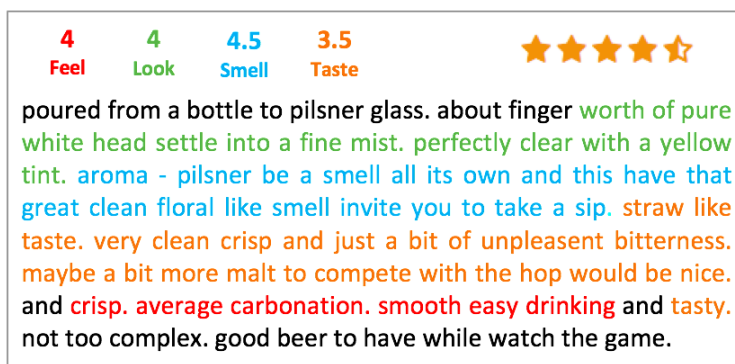 4 4 4.5 3.5
Feel Look Smell Taste
poured from a bottle to pilsner glass. about finger worth of pure
white head settle into a fine mist. perfectly clear with a yellow
tint. aroma - pilsner be a smell all its own and this have that
great clean floral like smell invite you to take a sip. straw like
taste. very clean crisp and just a bit of unpleasent bitterness.
maybe a bit more malt to compete with the hop would be nice.
and crisp. average carbonation. smooth easy drinking and tasty.
not too complex. good beer to have while watch the game.